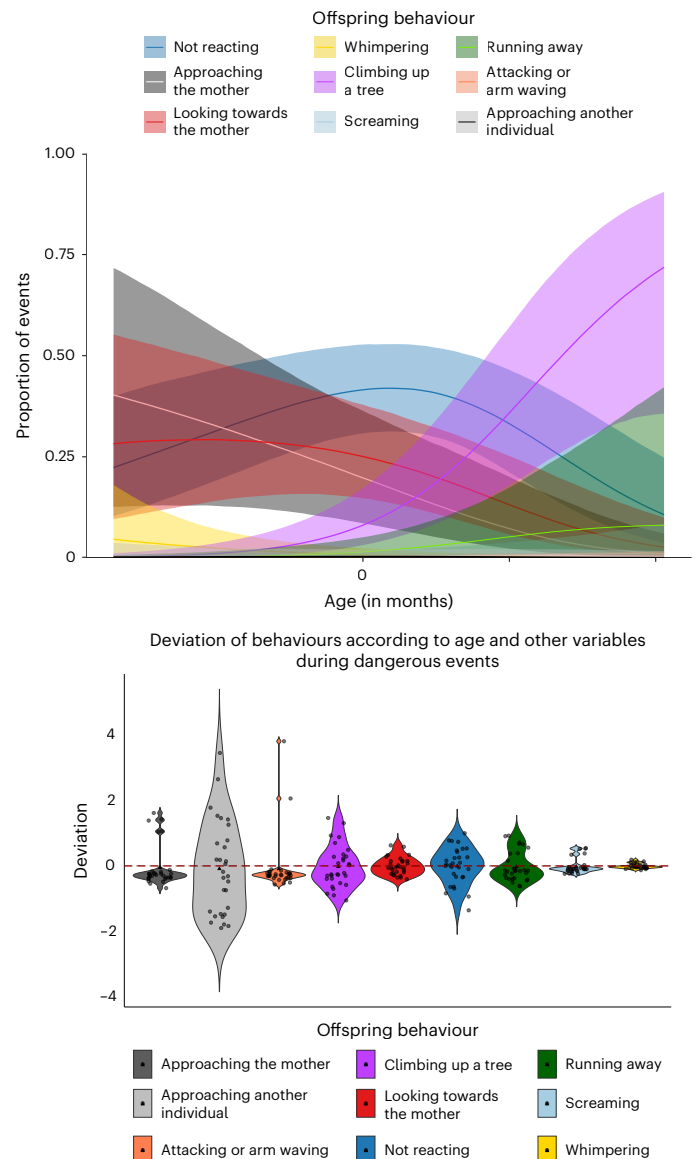 Offspring behaviour
Not reacting
Whimpering
Running away
Approaching
the mother
Climbing up
a tree
Attacking or
arm waving
Looking towards
the mother
Screaming
Approaching another
individual
1.00
0.75
0.50
0.25
0
Proportion of events
0
Age (in months)
Deviation of behaviours according to age and other variables
during dangerous events
4
2
0
–2
–4
Deviation
Offspring behaviour
Approaching the mother
Climbing up a tree
Running away
Approaching another
individual
Looking towards
the mother
Screaming
Attacking or arm waving
Not reacting
Whimpering